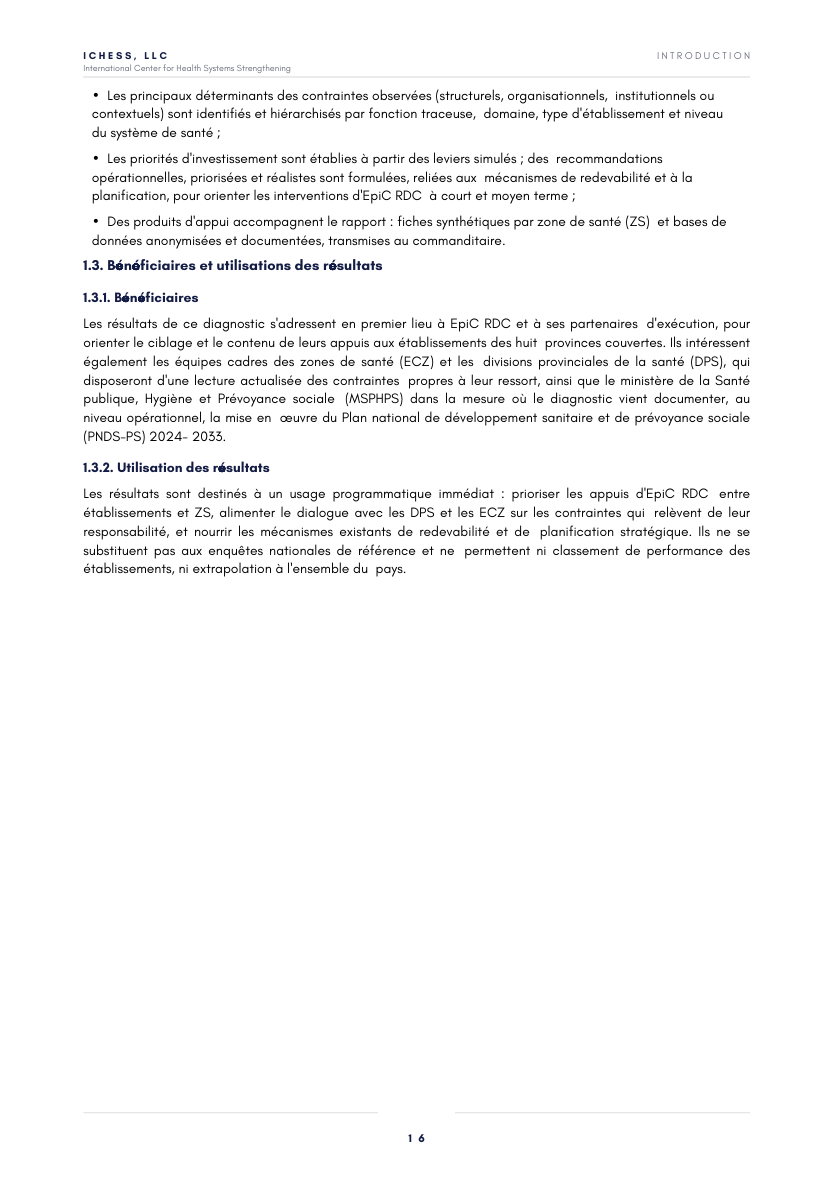 ICHESS, LLC
INTRODUCTION
International Center for Health Systems Strengthening
• Les principaux déterminants des contraintes observées (structurels, organisationnels, institutionnels ou
contextuels) sont identifiés et hiérarchisés par fonction traceuse, domaine, type d'établissement et niveau
du système de santé ;
• Les priorités d'investissement sont établies à partir des leviers simulés ; des recommandations
opérationnelles, priorisées et réalistes sont formulées, reliées aux mécanismes de redevabilité et à la
planification, pour orienter les interventions d'EpiC RDC à court et moyen terme ;
• Des produits d'appui accompagnent le rapport : fiches synthétiques par zone de santé (ZS) et bases de
données anonymisées et documentées, transmises au commanditaire.
1.3. Bénéficiaires et utilisations des résultats
1.3.1. Bénéficiaires
Les résultats de ce diagnostic s'adressent en premier lieu à EpiC RDC et à ses partenaires d'exécution, pour
orienter le ciblage et le contenu de leurs appuis aux établissements des huit provinces couvertes. Ils intéressent
également les équipes cadres des zones de santé (ECZ) et les divisions provinciales de la santé (DPS), qui
disposeront d'une lecture actualisée des contraintes propres à leur ressort, ainsi que le ministère de la Santé
publique, Hygiène et Prévoyance sociale (MSPHPS) dans la mesure où le diagnostic vient documenter, au
niveau opérationnel, la mise en œuvre du Plan national de développement sanitaire et de prévoyance sociale
(PNDS-PS) 2024- 2033.
1.3.2. Utilisation des résultats
Les résultats sont destinés à un usage programmatique immédiat : prioriser les appuis d'EpiC RDC entre
établissements et ZS, alimenter le dialogue avec les DPS et les ECZ sur les contraintes qui relèvent de leur
responsabilité, et nourrir les mécanismes existants de redevabilité et de planification stratégique. Ils ne se
substituent pas aux enquêtes nationales de référence et ne permettent ni classement de performance des
établissements, ni extrapolation à l'ensemble du pays.
16